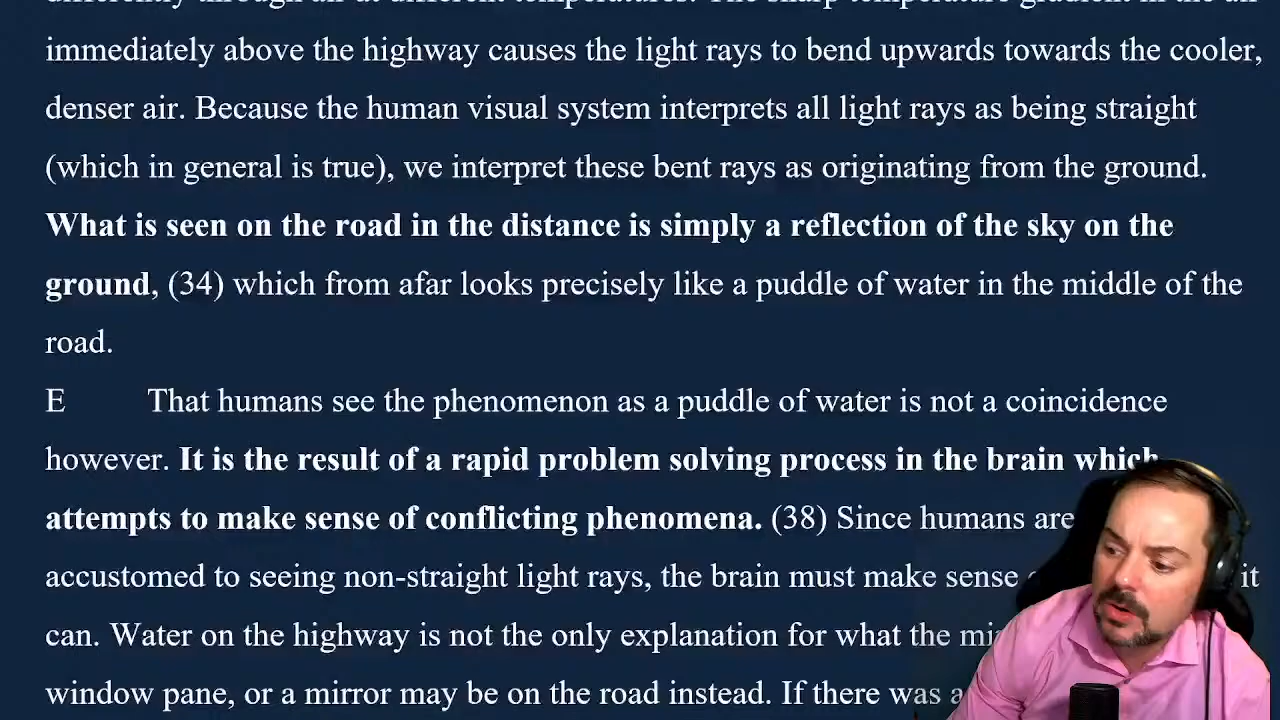 immediately above the highway causes the light rays to bend upwards towards the cooler,
denser air. Because the human visual system interprets all light rays as being straight
(which in general is true), we interpret these bent rays as originating from the ground.
What is seen on the road in the distance is simply a reflection of the sky on the
ground, (34) which from afar looks precisely like a puddle of water in the middle of the
road.
E That humans see the phenomenon as a puddle of water is not a coincidence
however. It is the result of a rapid problem solving process in the brain which
attempts to make sense of conflicting phenomena. (38) Since humans are
accustomed to seeing non-straight light rays, the brain must make sense it
can. Water on the highway is not the only explanation for what the
window pane, or a mirror may be on the road instead. If there was a